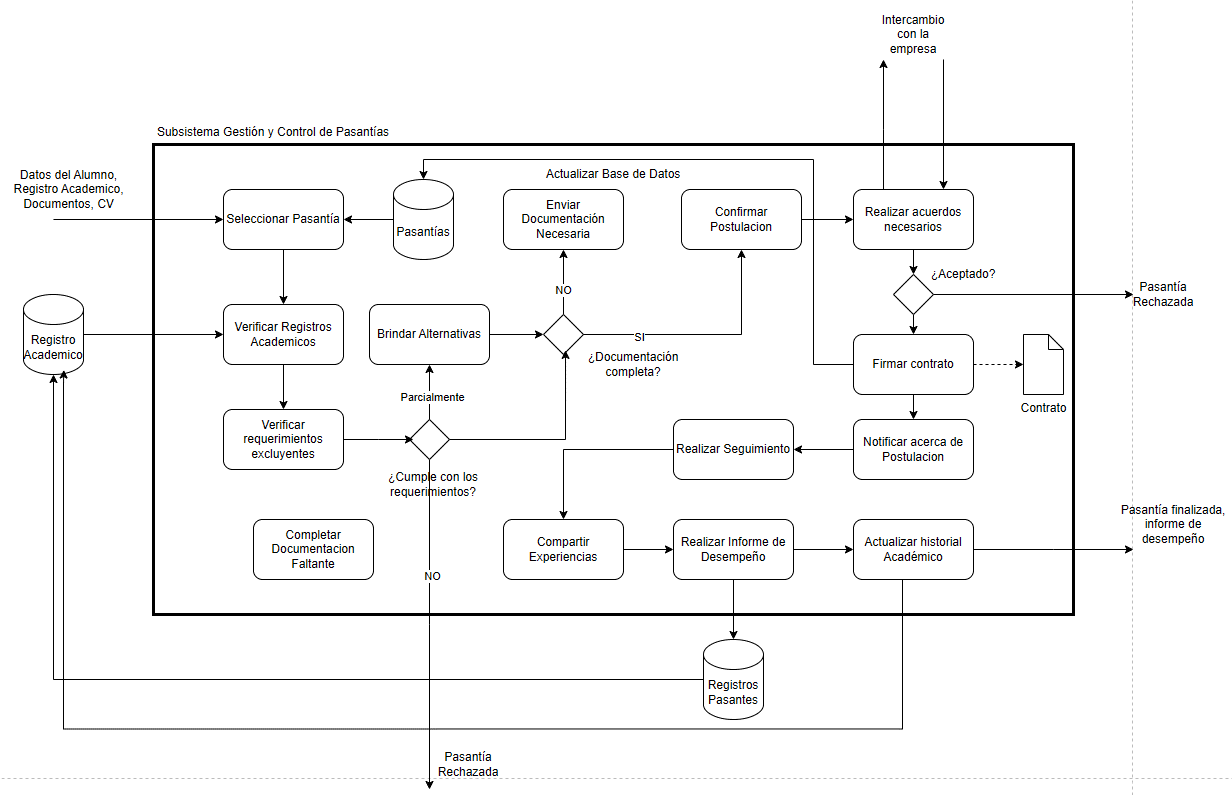 Intercambio
con la
empresa
Subsistema Gestión y Control de Pasantías
Datos del Alumno,
Registro Academico,
Documentos, CV
Actualizar Base de Datos
Seleccionar Pasantía
Pasantías
Enviar
Documentación
Necesaria
Confirmar
Postulacion
Realizar acuerdos
necesarios
¿Aceptado?
Pasantía
Rechazada
NO
Registro
Academico
Verificar Registros
Academicos
Brindar Alternativas
SI
¿Documentación
completa?
Firmar contrato
Contrato
Parcialmente
Verificar
requerimientos
excluyentes
¿Cumple con los
requerimientos?
Realizar Seguimiento
Notificar acerca de
Postulacion
Completar
Documentacion
Faltante
NO
Compartir
Experiencias
Realizar Informe de
Desempeño
Actualizar historial
Académico
Pasantía finalizada,
informe de
desempeño
Registros
Pasantes
Pasantía
Rechazada